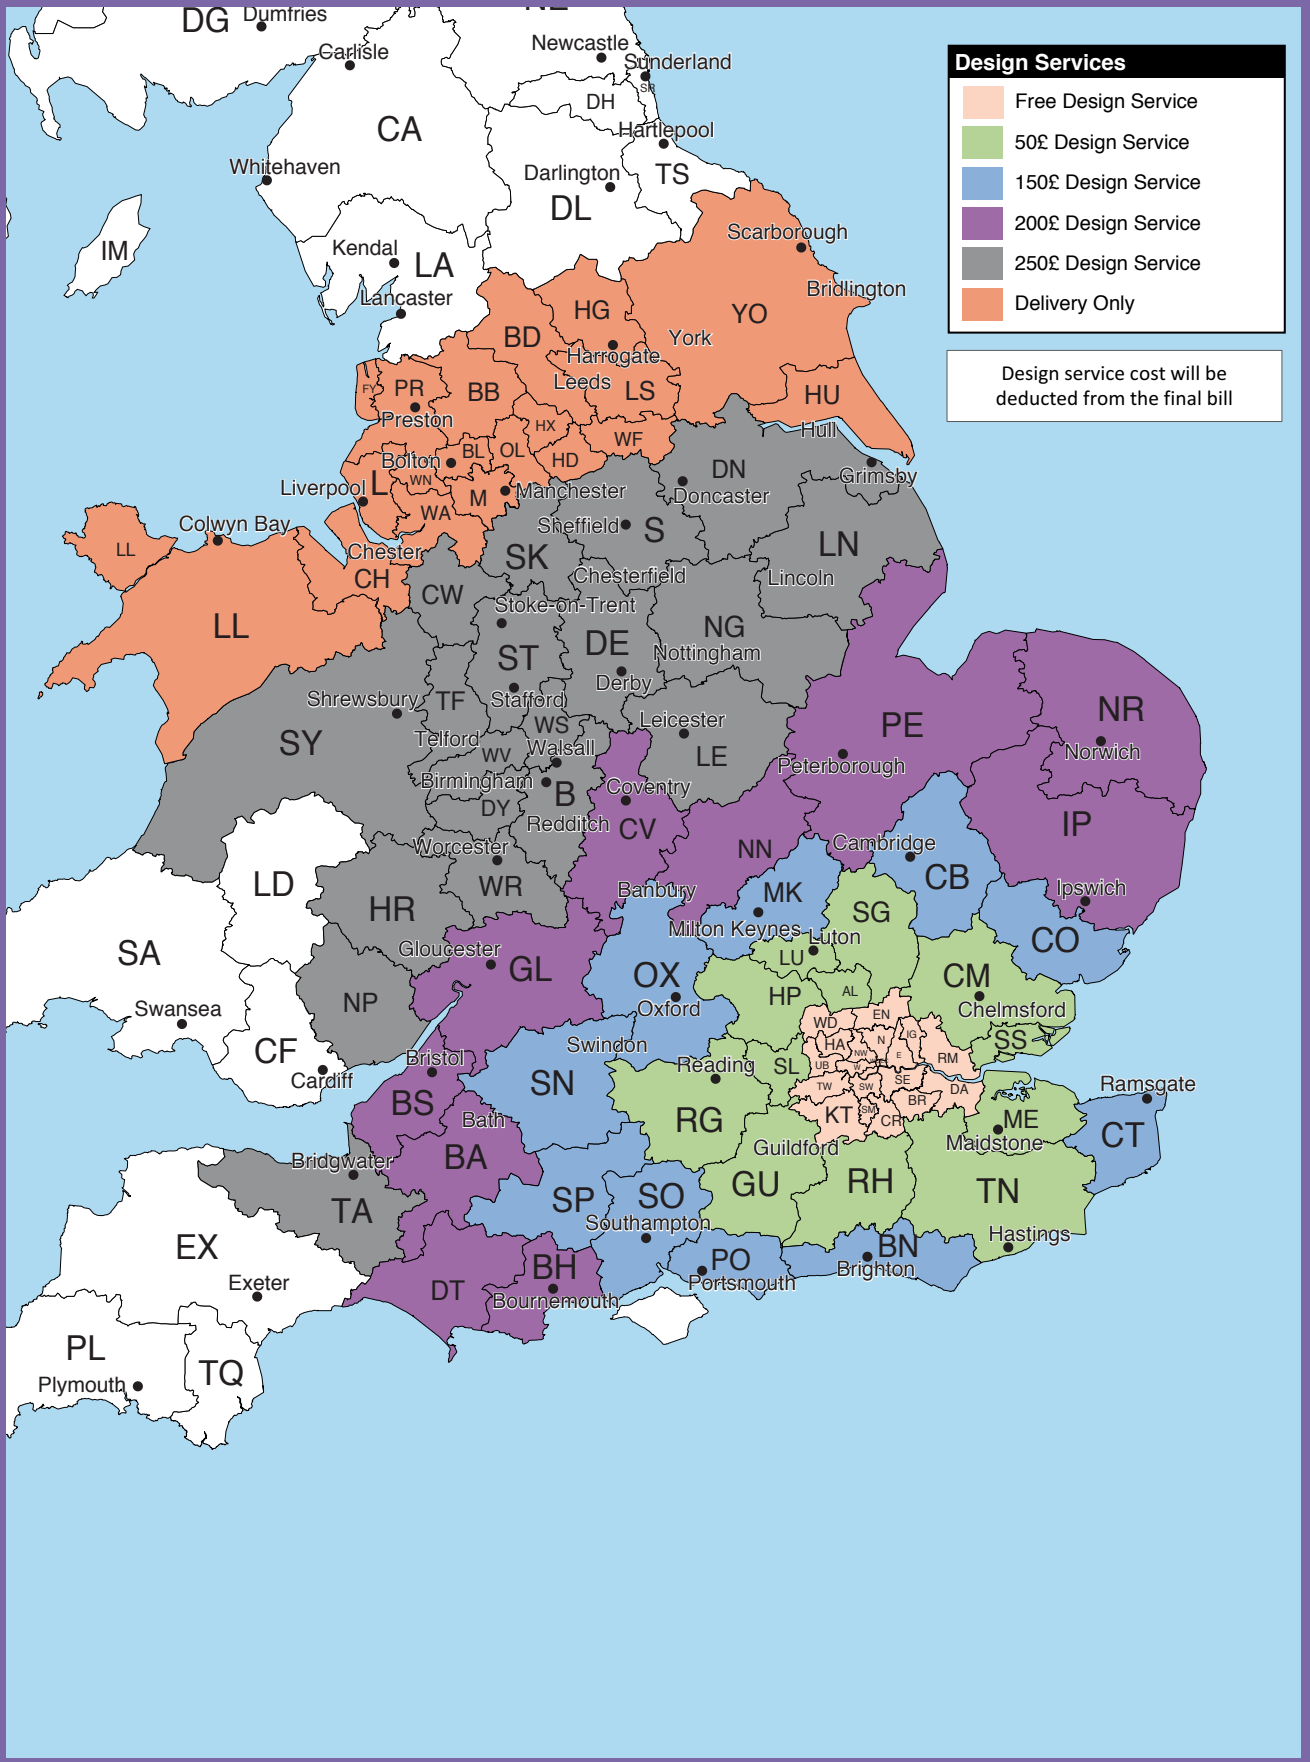 DG
Dumfries
NE
Newcastle
Carlisle
Sunderland
SR
DH
CA
Hartlepool
Whitehaven
Darlington
TS
DL
IM
Kendal
LA
Lancaster
Scarborough
Bridlington
HG
YO
BD
York
Harrogate
FY
PR
BB
Leeds
LS
HU
Preston
HX
WF
Hull
Bolton
BL
OL
HD
DN
Grimsby
Liverpool
L
WN
M
Manchester
Doncaster
WA
Sheffield
S
LL
Colwyn Bay
Chester
SK
LN
CH
CW
Chesterfield
Lincoln
LL
Stoke-on-Trent
NG
ST
DE
Nottingham
Shrewsbury
TF
Stafford
Derby
SY
Telford
WS
Leicester
PE
NR
WV
Walsall
LE
Norwich
Birmingham
B
Coventry
Peterborough
DY
Redditch
CV
IP
Worcester
NN
Cambridge
LD
WR
Banbury
MK
CB
Ipswich
HR
SG
SA
Gloucester
Milton Keynes
Luton
CO
GL
OX
LU
CM
NP
HP
AL
Swansea
Oxford
Chelmsford
CF
WD
EN
SS
Bristol
Swindon
HA
N
IG
Cardiff
NW
E
RM
Reading
SL
UB
W
SN
TW
SW
SE
DA
Ramsgate
BS
BR
Bath
RG
KT
SM
CR
ME
CT
Guildford
Maidstone
Bridgwater
BA
GU
RH
TN
TA
SP
SO
Southampton
EX
Hastings
BN
Exeter
DT
BH
PO
Brighton
Bournemouth
Portsmouth
PL
TQ
Plymouth
Design Services
Free Design Service
50£ Design Service
150£ Design Service
200£ Design Service
250£ Design Service
Delivery Only
Design service cost will be
deducted from the final bill